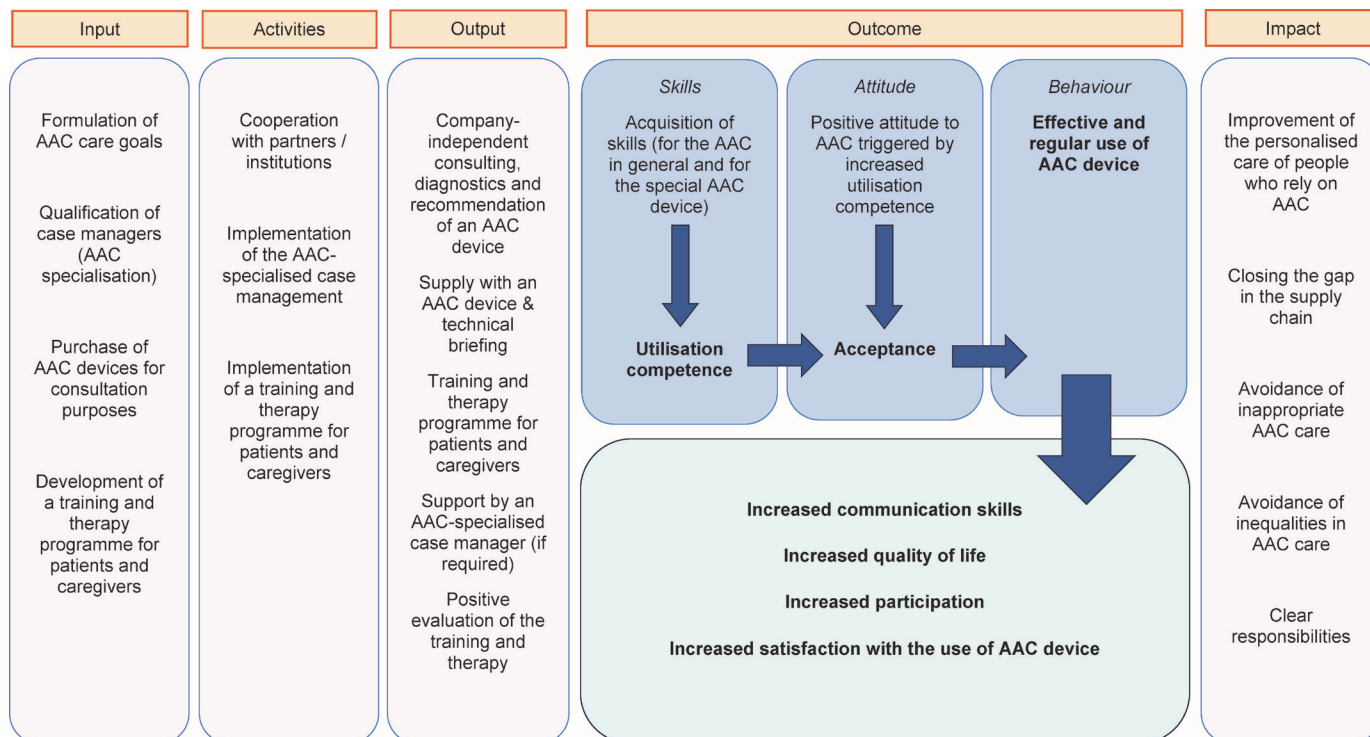 Input
Formulation of
AAC care goals
Qualification of
case managers
(AAC
specialisation)
Purchase of
AAC devices for
consultation
purposes
Development of
a training and
therapy
programme for
patients and
caregivers
Activities
Cooperation
with partners /
institutions
Implementation
of the AAC-
specialised case
management
Implementation
of a training and
therapy
programme for
patients and
caregivers
Output
Company-
independent
consulting,
diagnostics and
recommendation
of an AAC
device
Supply with an
AAC device &
technical
briefing
Training and
therapy
programme for
patients and
caregivers
Support by an
AAC-specialised
case manager (if
required)
Positive
evaluation of the
training and
therapy
Outcome
Skills
Acquisition of
skills (for the AAC
in general and for
the special AAC
device)
Utilisation
competence
Attitude
Positive attitude to
AAC triggered by
increased
utilisation
competence
Acceptance
Behaviour
Effective and
regular use of
AAC device
Increased communication skills
Increased quality of life
Increased participation
Increased satisfaction with the use of AAC device
Impact
Improvement of
the personalised
care of people
who rely on
AAC
Closing the gap
in the supply
chain
Avoidance of
inappropriate
AAC care
Avoidance of
inequalities in
AAC care
Clear
responsibilities